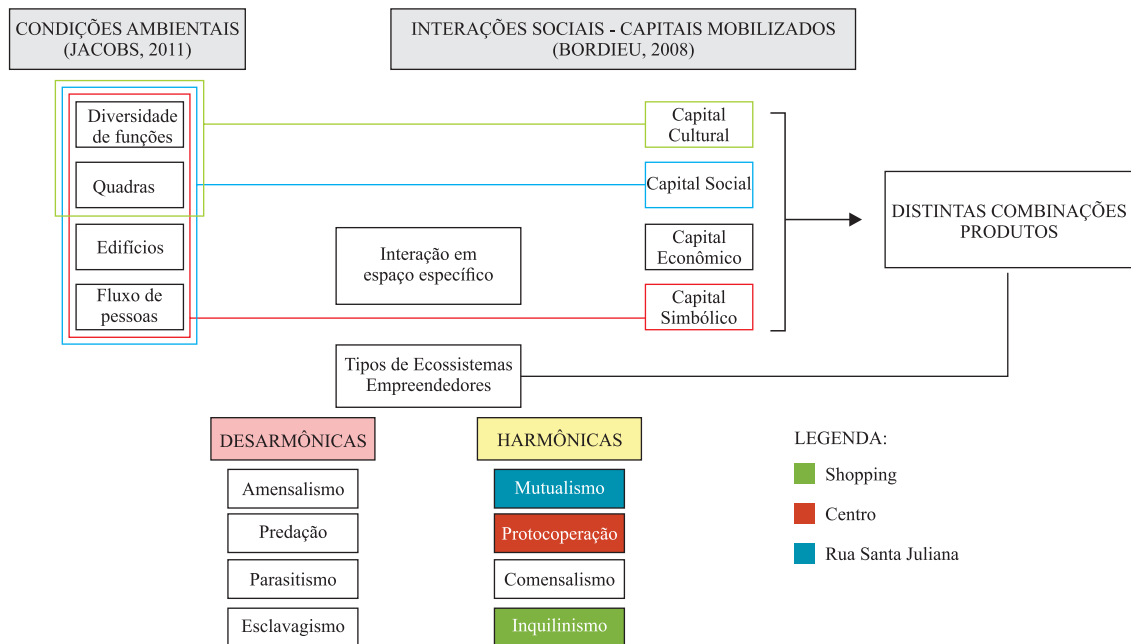 CONDIÇÕES AMBIENTAIS
(JACOBS, 2011)
INTERAÇÕES SOCIAIS - CAPITAIS MOBILIZADOS
(BORDIEU, 2008)
Diversidade
de funções
Quadras
Edifícios
Fluxo de
pessoas
Interação em
espaço específico
Capital
Cultural
Capital Social
Capital
Econômico
Capital
Simbólico
DISTINTAS COMBINAÇÕES
PRODUTOS
Tipos de Ecossistemas
Empreendedores
DESARMÔNICAS
Amensalismo
Predação
Parasitismo
Esclavagismo
HARMÔNICAS
Mutualismo
Protocoperação
Comensalismo
Inquilinismo
LEGENDA:
Shopping
Centro
Rua Santa Juliana